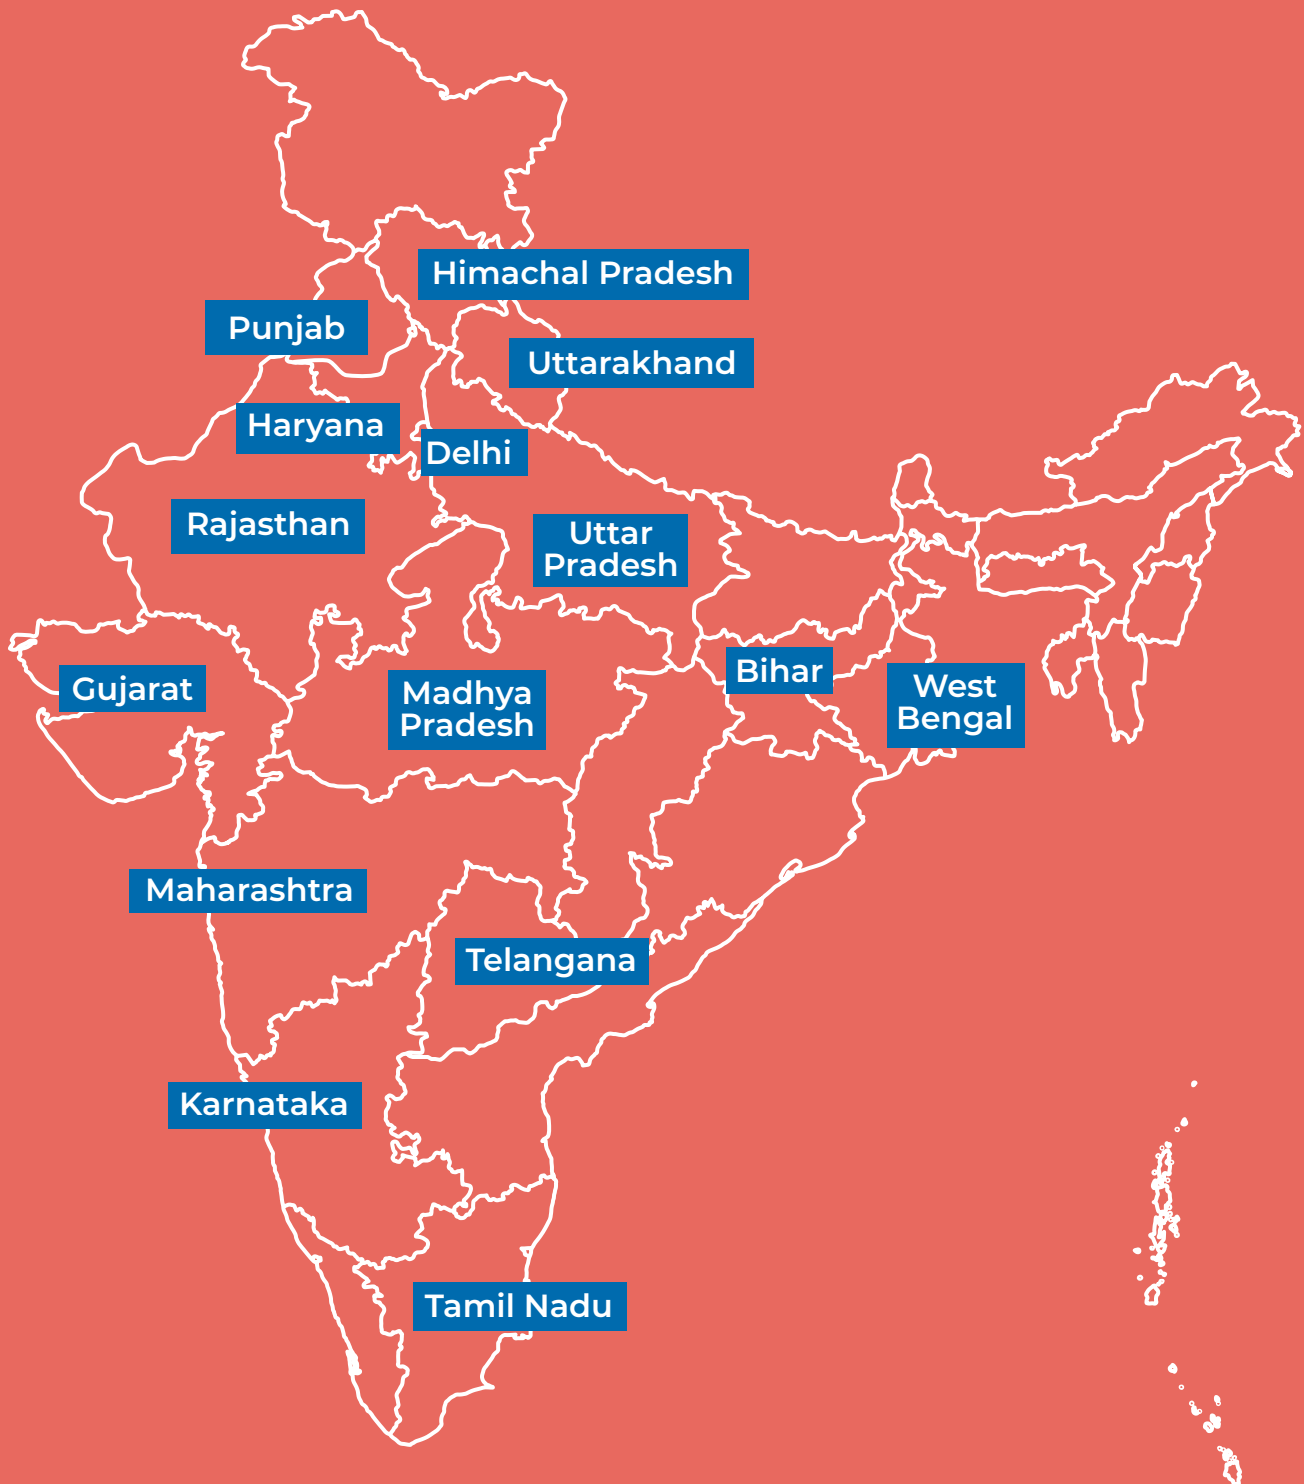 Himachal Pradesh
Punjab
Uttarakhand
Haryana
Delhi
Rajasthan
Uttar
Pradesh
Bihar
Gujarat
Madhya
Pradesh
West
Bengal
Maharashtra
Telangana
Karnataka
Tamil Nadu